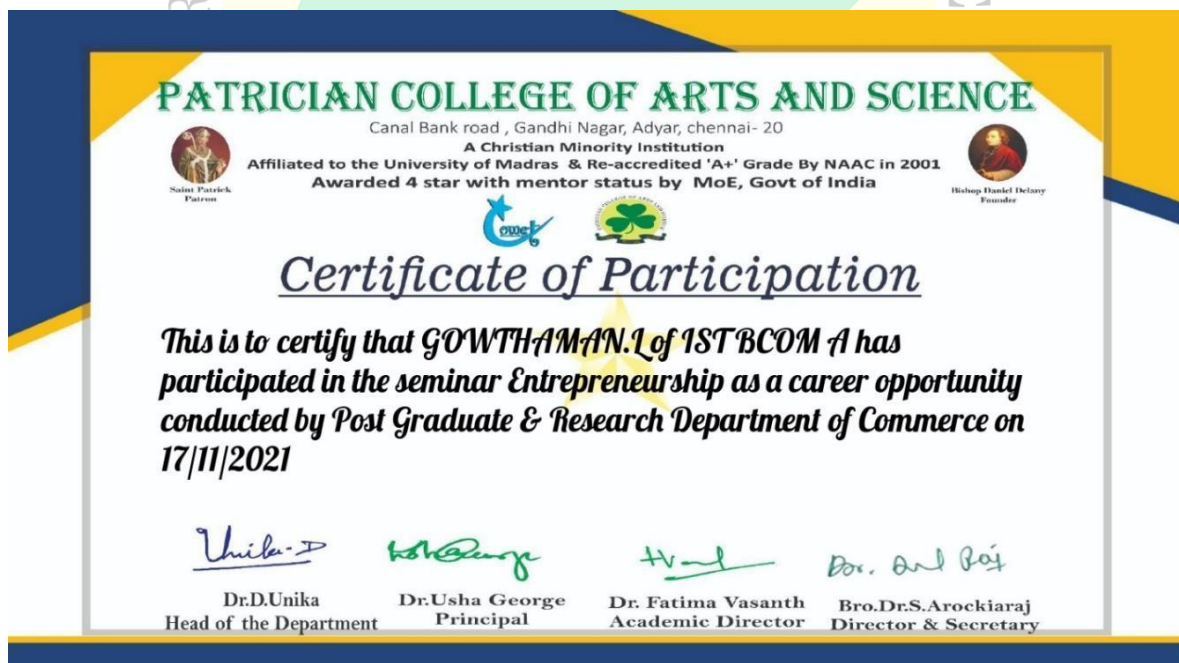 PATRICIAN COLLEGE OF ARTS AND SCIENCE
Canal Bank road , Gandhi Nagar, Adyar, chennai- 20
A Christian Minority Institution
Affiliated to the University of Madras & Re-accredited 'A+' Grade By NAAC in 2001
Awarded 4 star with mentor status by MoE, Govt of India
Saint Patrick
Patron
Bishop Daniel Delany
Founder
Certificate of Participation
This is to certify that GOWTHAMAN.L of IST BCOM A has
participated in the seminar Entrepreneurship as a career opportunity
conducted by Post Graduate & Research Department of Commerce on
17/11/2021
Unika-D
Dr.D.Unika
Head of the Department
Dr.Usha George
Principal
Dr. Fatima Vasanth
Academic Director
Bro.Dr.S.Arockiaraj
Director & Secretary